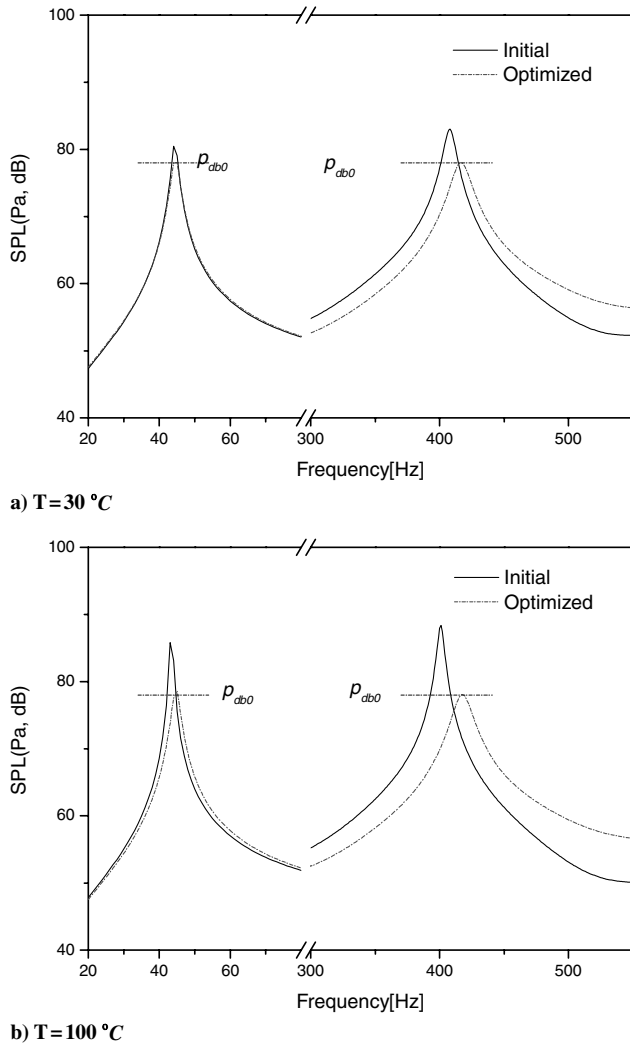 100
80
60
40
SPL(Pa, dB)
Initial
Optimized
p_db0
p_db0
20 40 60 300 400 500
Frequency[Hz]
a) T = 30 °C
100
80
60
40
SPL(Pa, dB)
Initial
Optimized
p_db0
p_db0
20 40 60 300 400 500
Frequency[Hz]
b) T = 100 °C